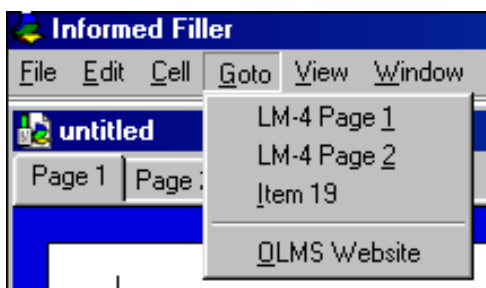 Informed Filler
File Edit Cell Goto View Window
LM-4 Page 1
untitled
LM-4 Page 2
Page 1 Page
Item 19
OLMS Website